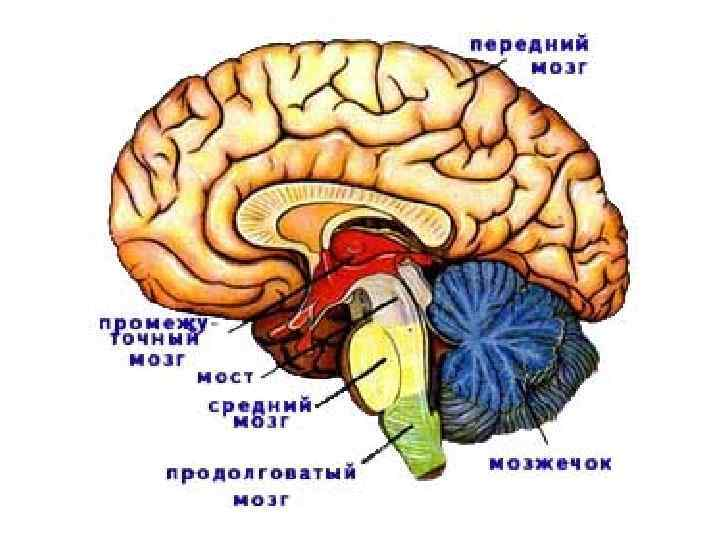 передний
мозг
промежу-
точный
мозг
мост
средний
мозг
продолговатый
мозг
мозжечок